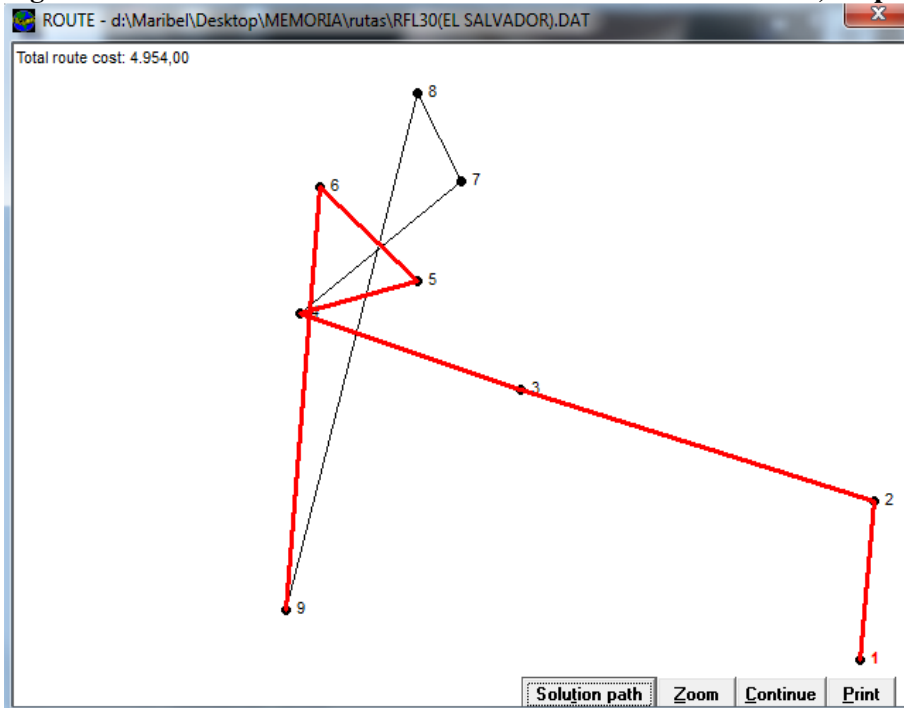 ROUTE - d:\Maribel\Desktop\MEMORIA\rutas\RFL30(EL SALVADOR).DAT
X
Total route cost: 4.954,00
8
7
6
5
3
2
9
1
Solution path
Zoom
Continue
Print